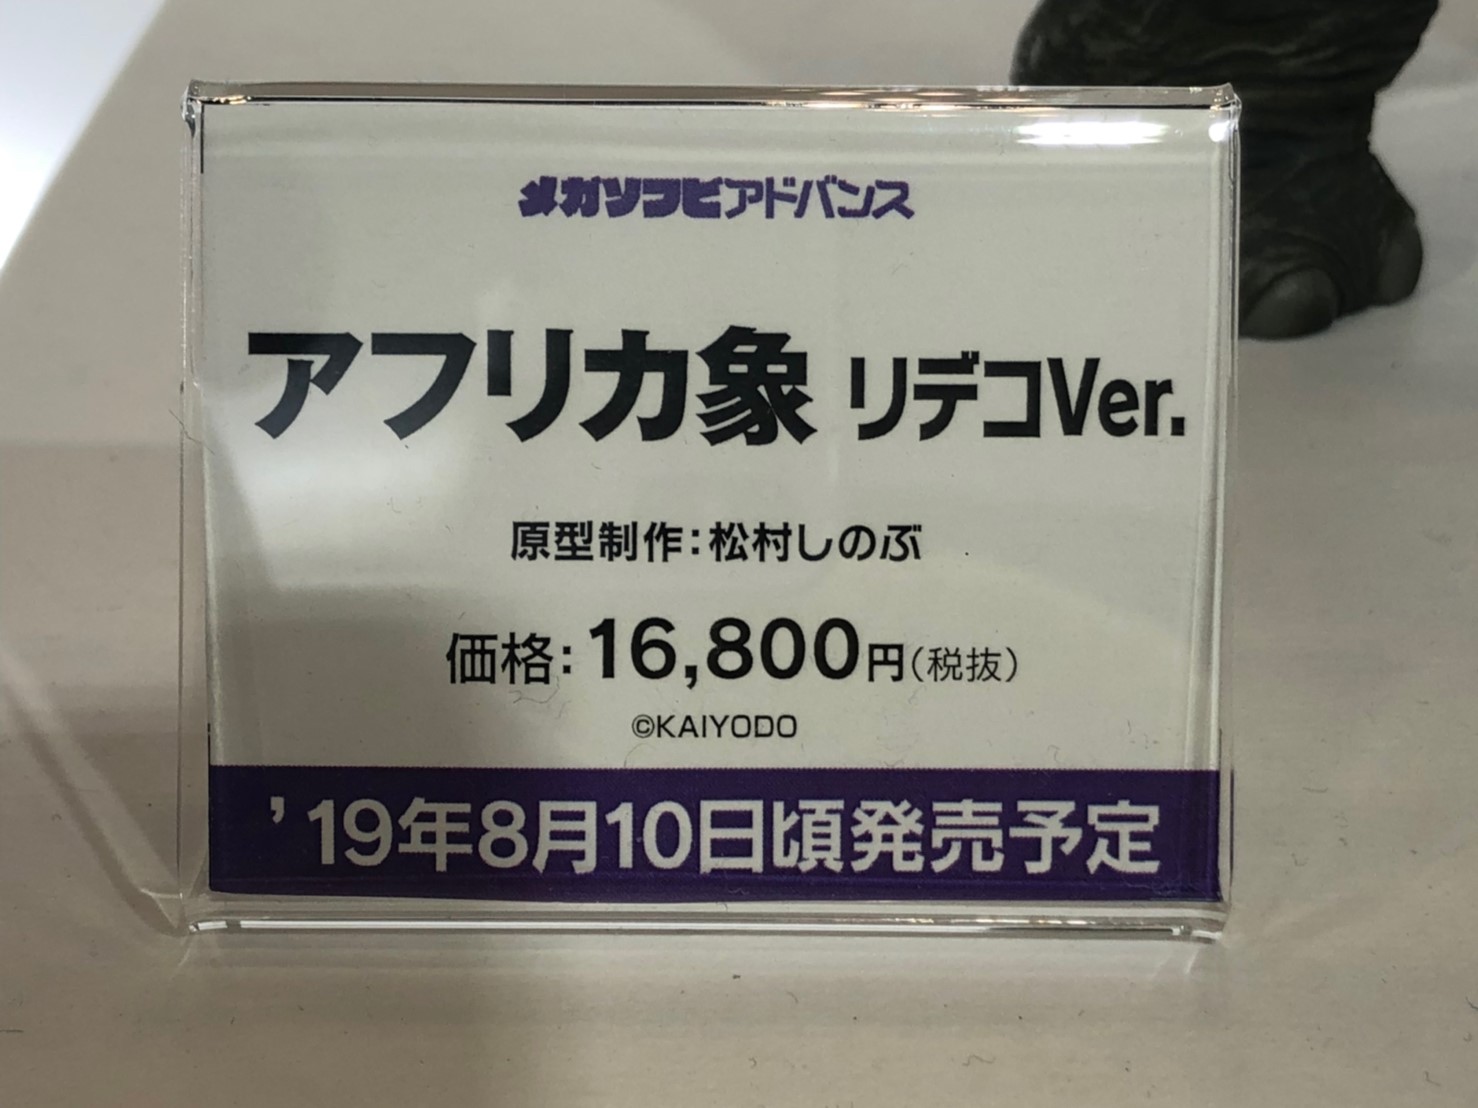 メガソフビアドバンス
アフリカ象 リデコVer.
原型制作:松村しのぶ
価格:16,800円(税抜)
©KAIYODO
’19年8月10日頃発売予定